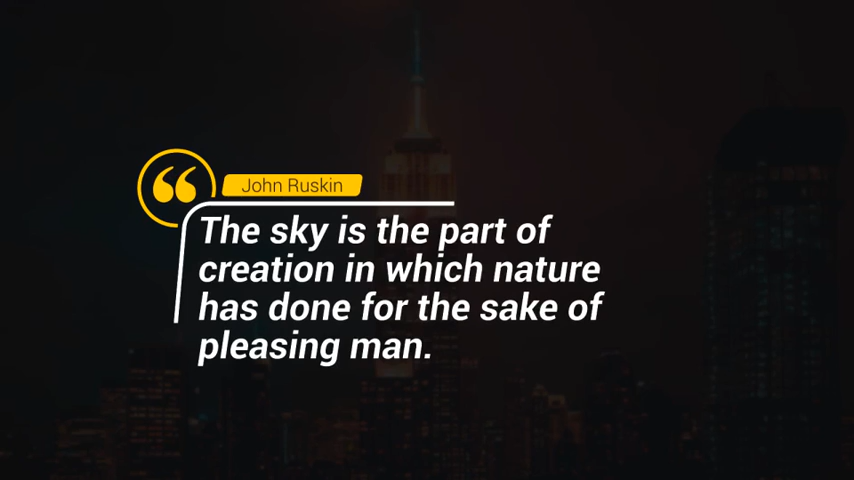 John Ruskin
The sky is the part of
creation in which nature
has done for the sake of
pleasing man.